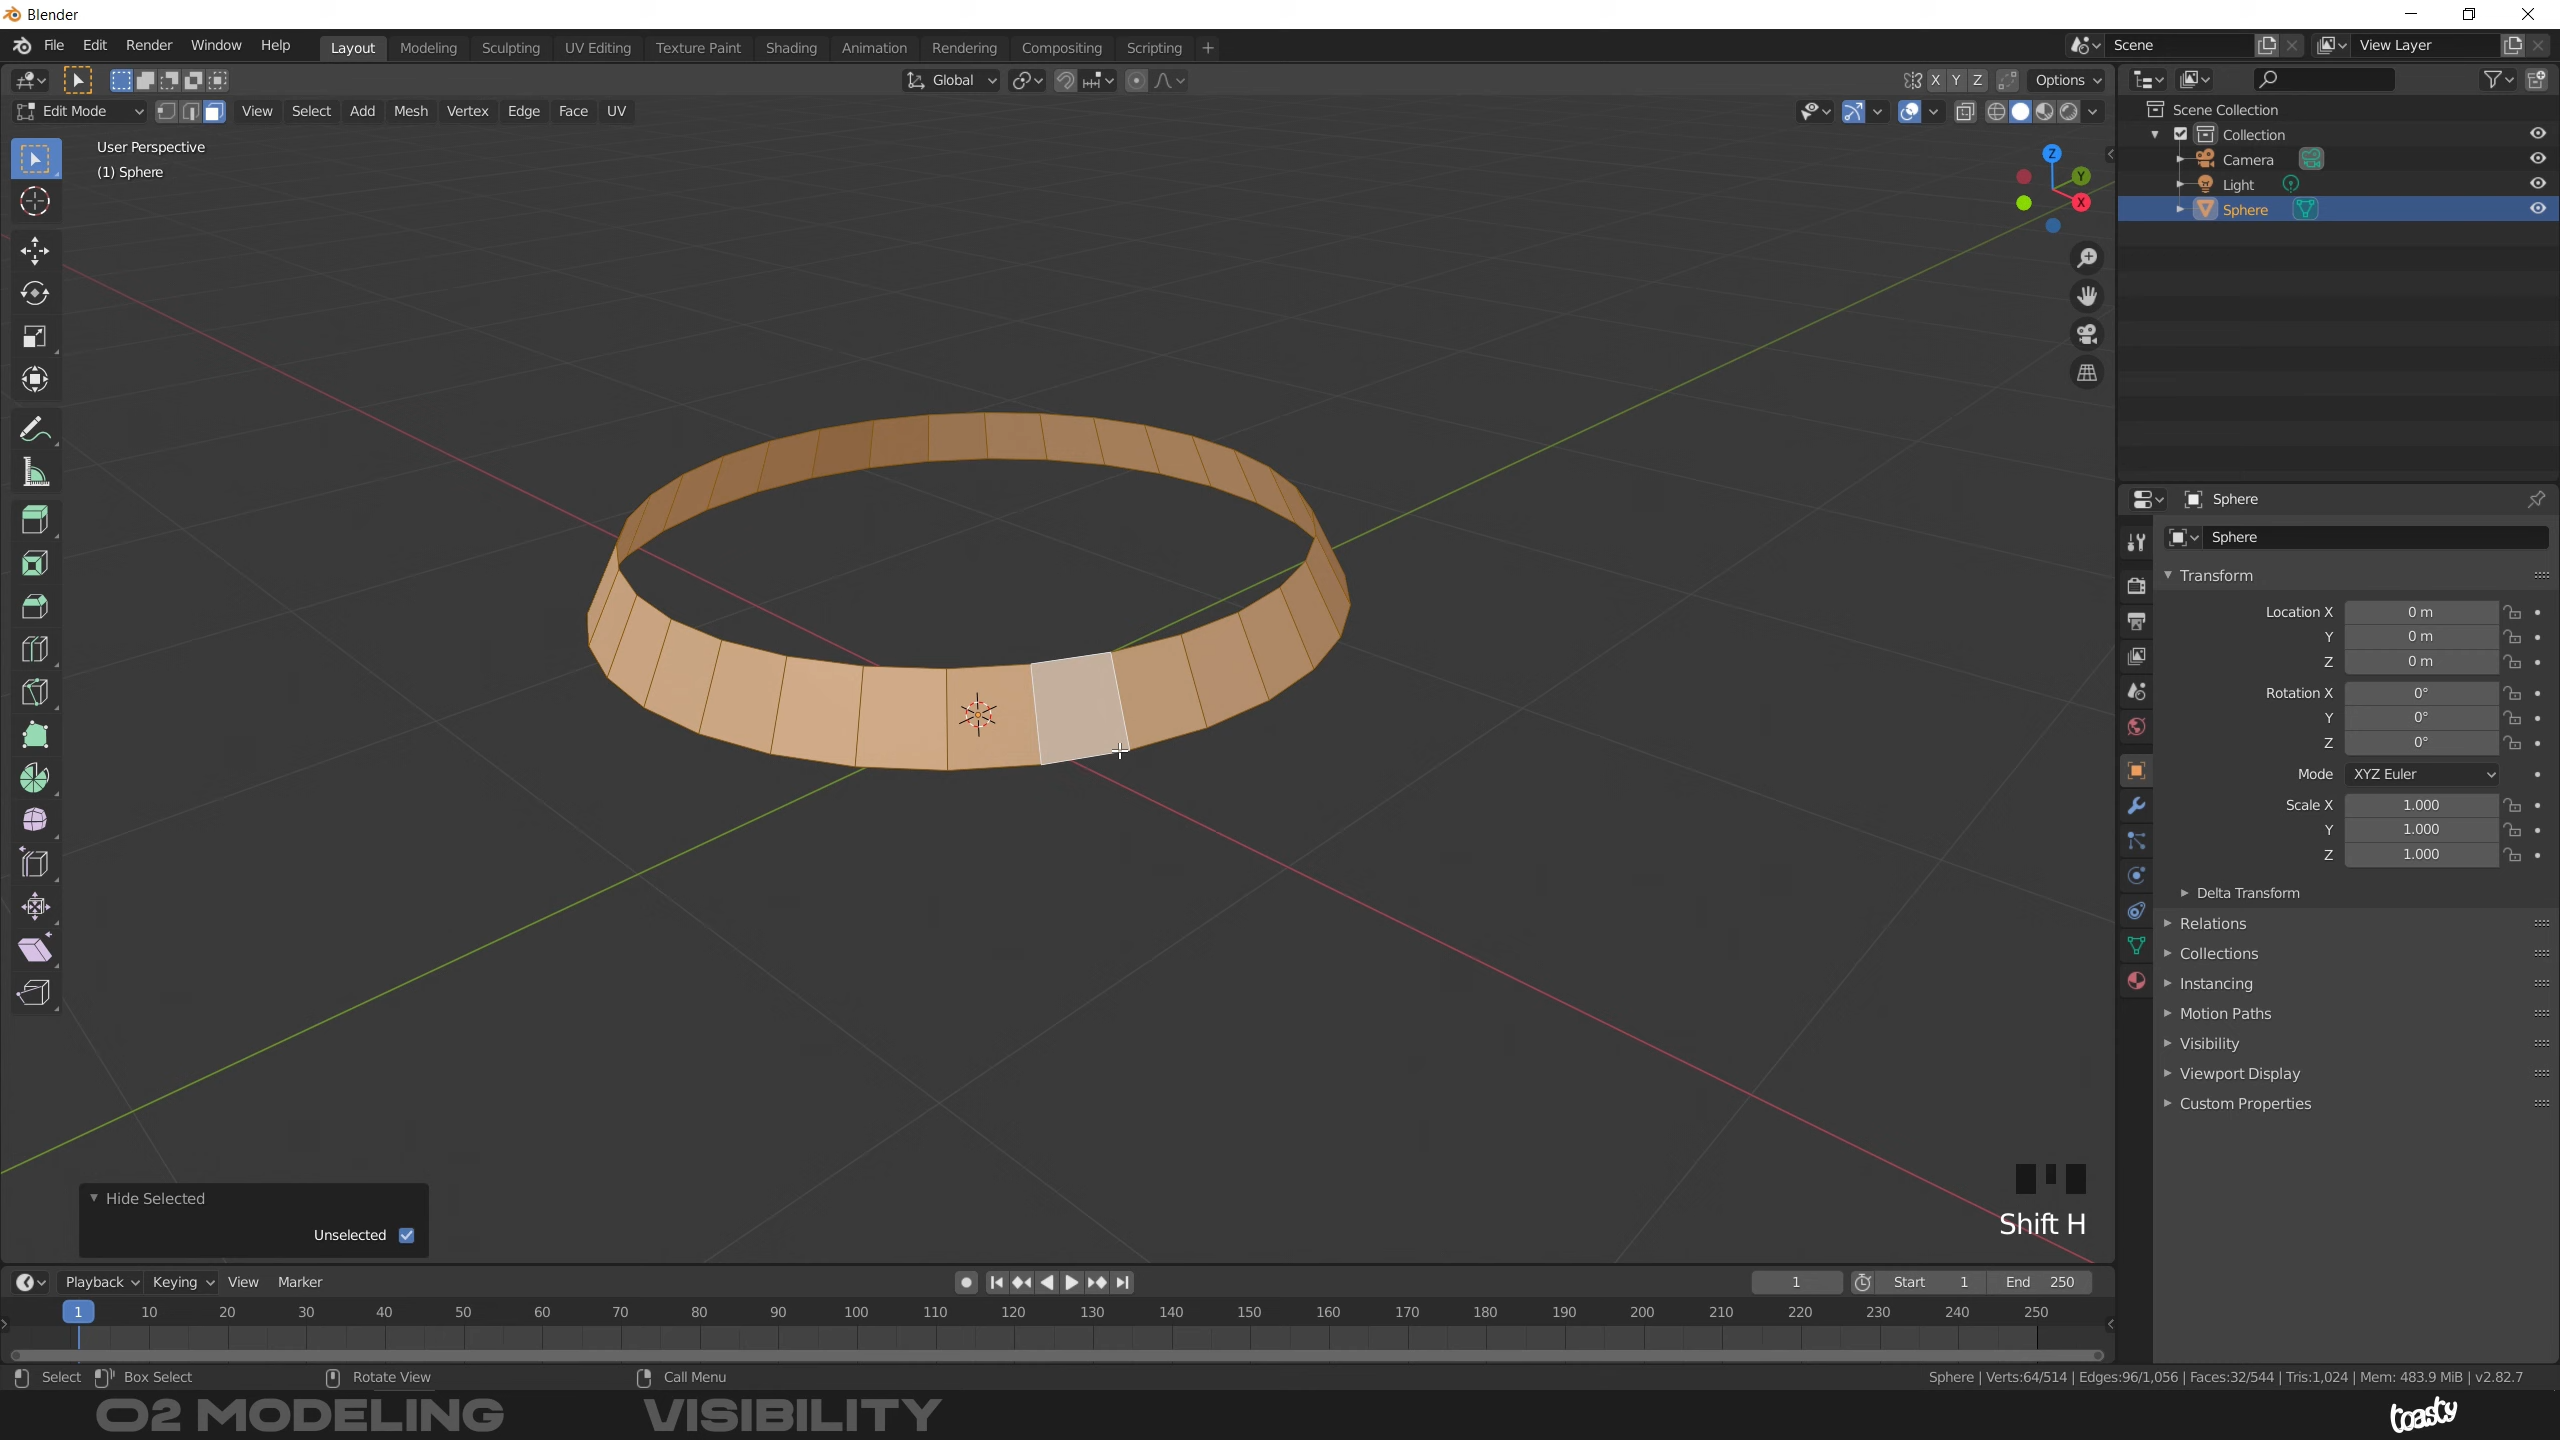 Blender
File Edit Render Window Help Layout Modeling Sculpting UV Editing Texture Paint Shading Animation Rendering Compositing Scripting + Scene View Layer
Global X Y Z Options
Edit Mode View Select Add Mesh Vertex Edge Face UV
User Perspective
(1) Sphere
Z
Y
X
Scene Collection
Collection
Camera
Light
Sphere
Sphere
Sphere
Transform
Location X 0 m
Y 0 m
Z 0 m
Rotation X 0°
Y 0°
Z 0°
Mode XYZ Euler
Scale X 1.000
Y 1.000
Z 1.000
Delta Transform
Relations
Collections
Instancing
Motion Paths
Visibility
Viewport Display
Custom Properties
Hide Selected
Unselected
Shift H
Playback Keying View Marker 1 Start 1 End 250
1 10 20 30 40 50 60 70 80 90 100 110 120 130 140 150 160 170 180 190 200 210 220 230 240 250
Select Box Select Rotate View Call Menu Sphere | Verts:64/514 | Edges:96/1,056 | Faces:32/544 | Tris:1,024 | Mem: 483.9 MiB | v2.82.7
02 MODELING VISIBILITY toasty